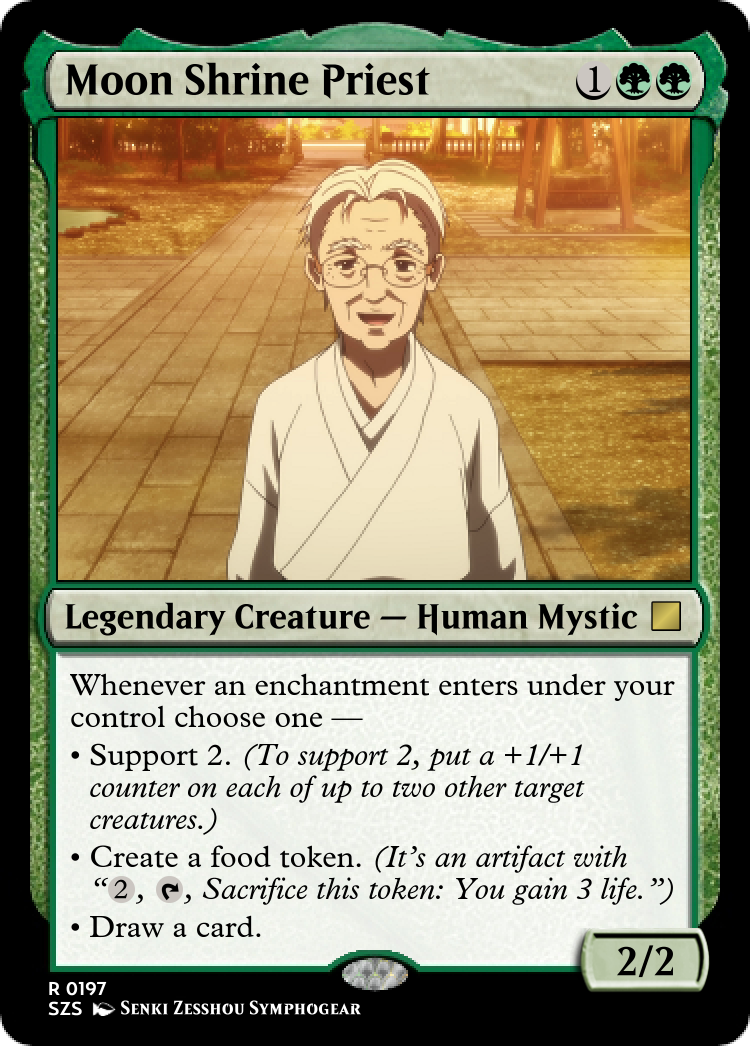 Moon Shrine Priest 1
Legendary Creature — Human Mystic
Whenever an enchantment enters under your
control choose one —
• Support 2. (To support 2, put a +1/+1
counter on each of up to two other target
creatures.)
• Create a food token. (It's an artifact with
“2, , Sacrifice this token: You gain 3 life.”)
• Draw a card.
2/2
R 0197
SZS Senki Zesshou Symphogear